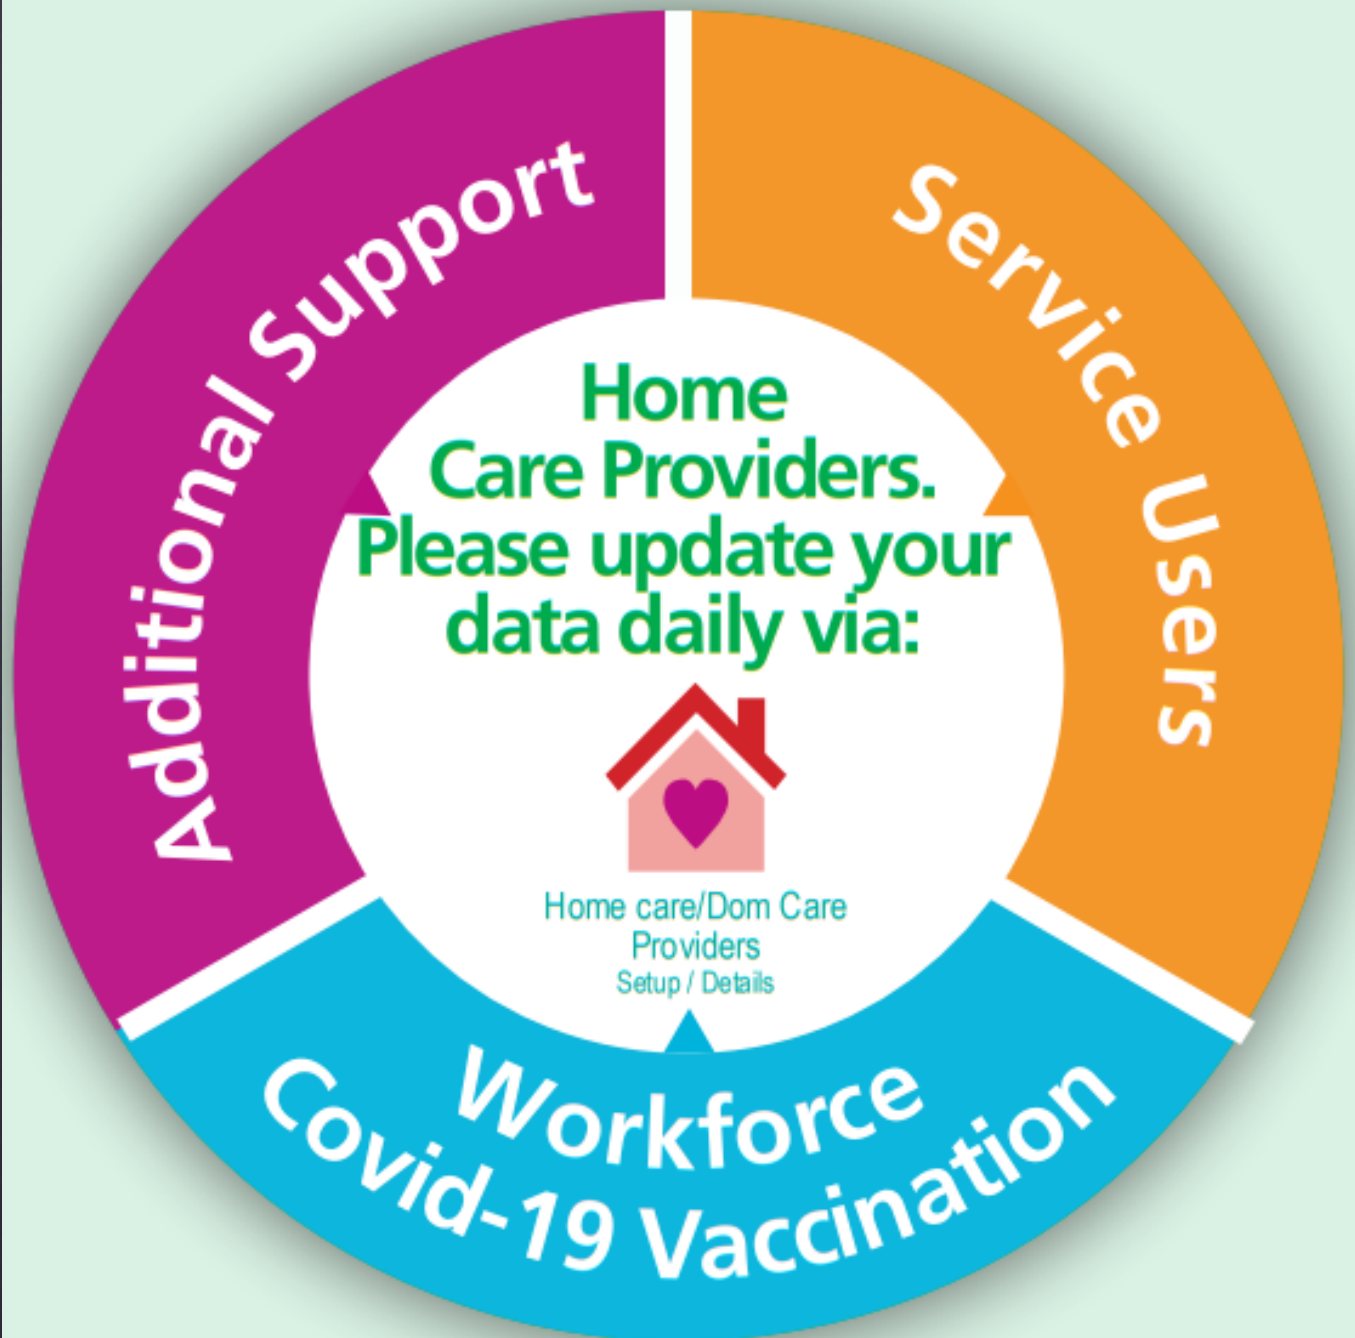 Additional Support
Service Users
Home
Care Providers.
Please update your
data daily via:
Home care/Dom Care
Providers
Setup / Details
Workforce
Covid-19 Vaccination